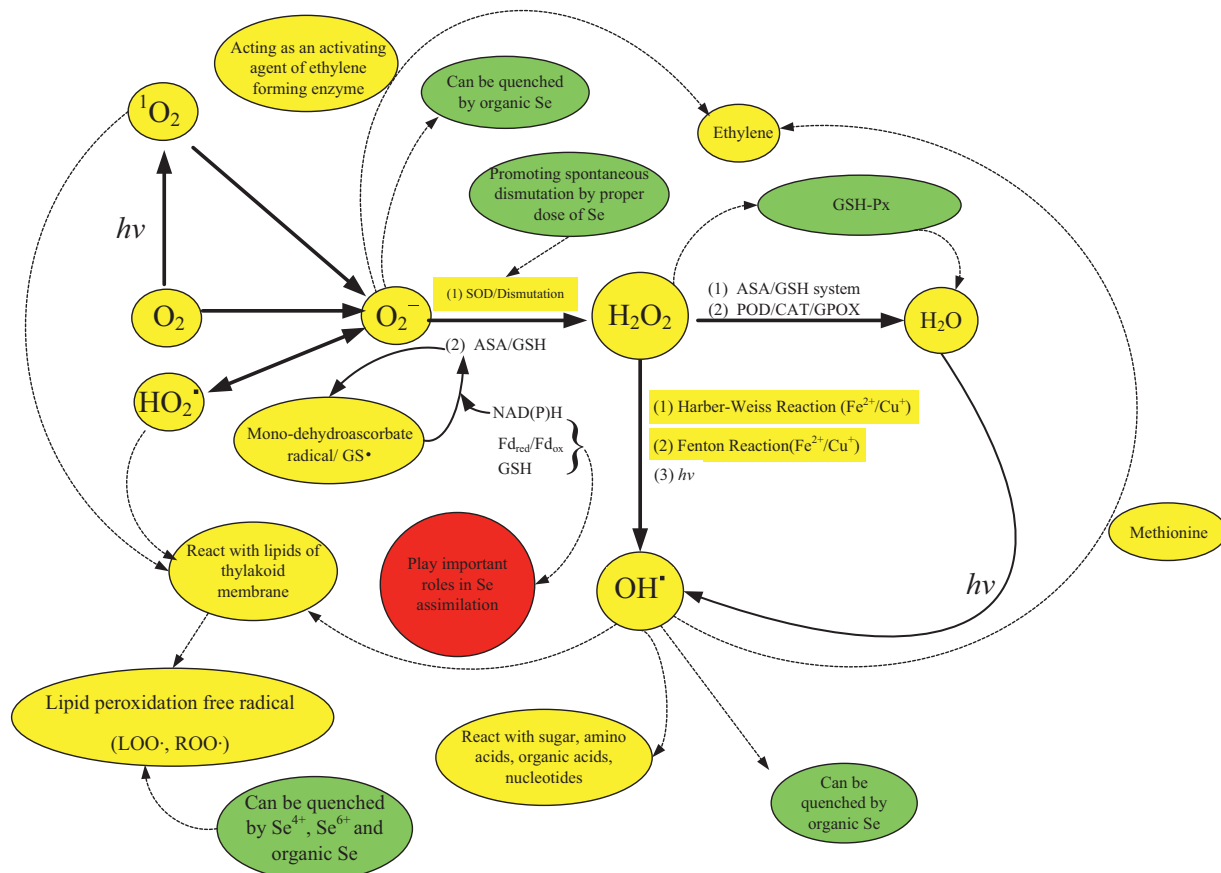 Acting as an activating
agent of ethylene
forming enzyme
Can be quenched
by organic Se
¹O₂
Ethylene
Promoting spontaneous
dismutation by proper
dose of Se
GSH-Px
hv
(1) SOD/Dismutation
(1) ASA/GSH system
(2) POD/CAT/GPOX
O₂
O₂⁻
H₂O₂
H₂O
(2) ASA/GSH
HO₂▪
NAD(P)H
Mono-dehydroascorbate
radical/ GS•
Fd_red/Fd_ox
GSH
(1) Harber-Weiss Reaction (Fe²⁺/Cu⁺)
(2) Fenton Reaction(Fe²⁺/Cu⁺)
(3) hv
Methionine
React with lipids of
thylakoid
membrane
Play important
roles in Se
assimilation
OH▪
hv
Lipid peroxidation free radical
(LOO·, ROO·)
React with sugar, amino
acids, organic acids,
nucleotides
Can be
quenched by
organic Se
Can be quenched
by Se⁴⁺, Se⁶⁺ and
organic Se